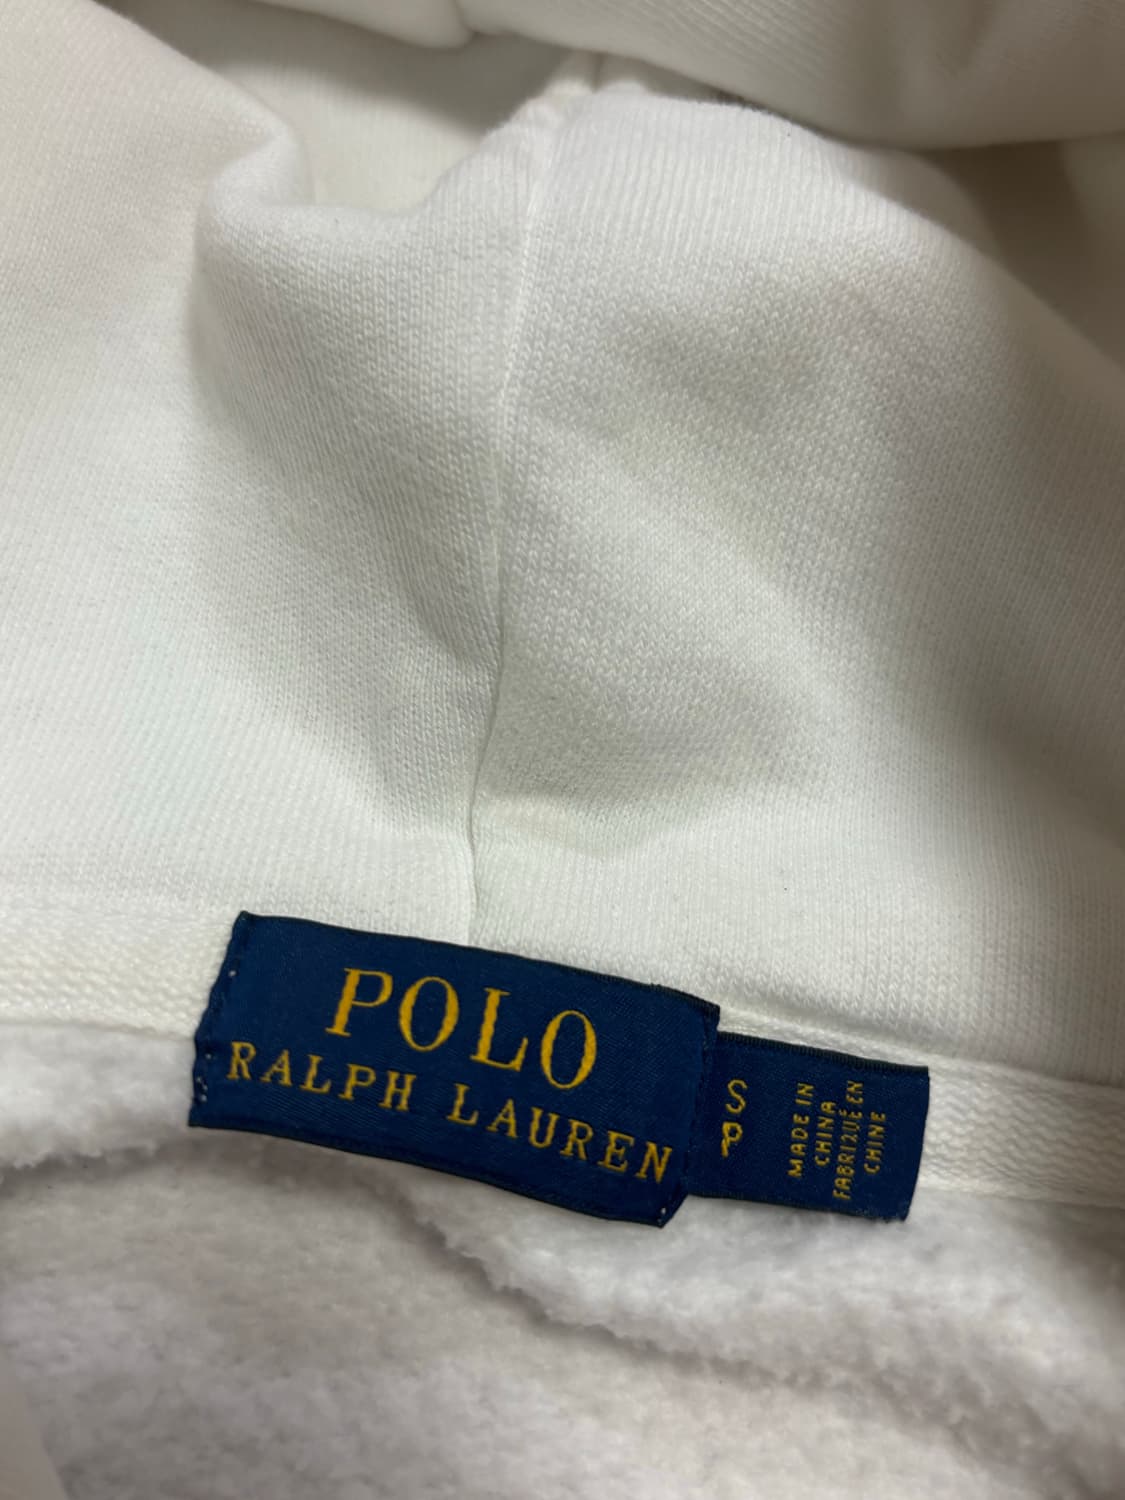 POLO
RALPH LAUREN
S
P
MADE IN
CHINA
FABRIQUÉ EN
CHINE